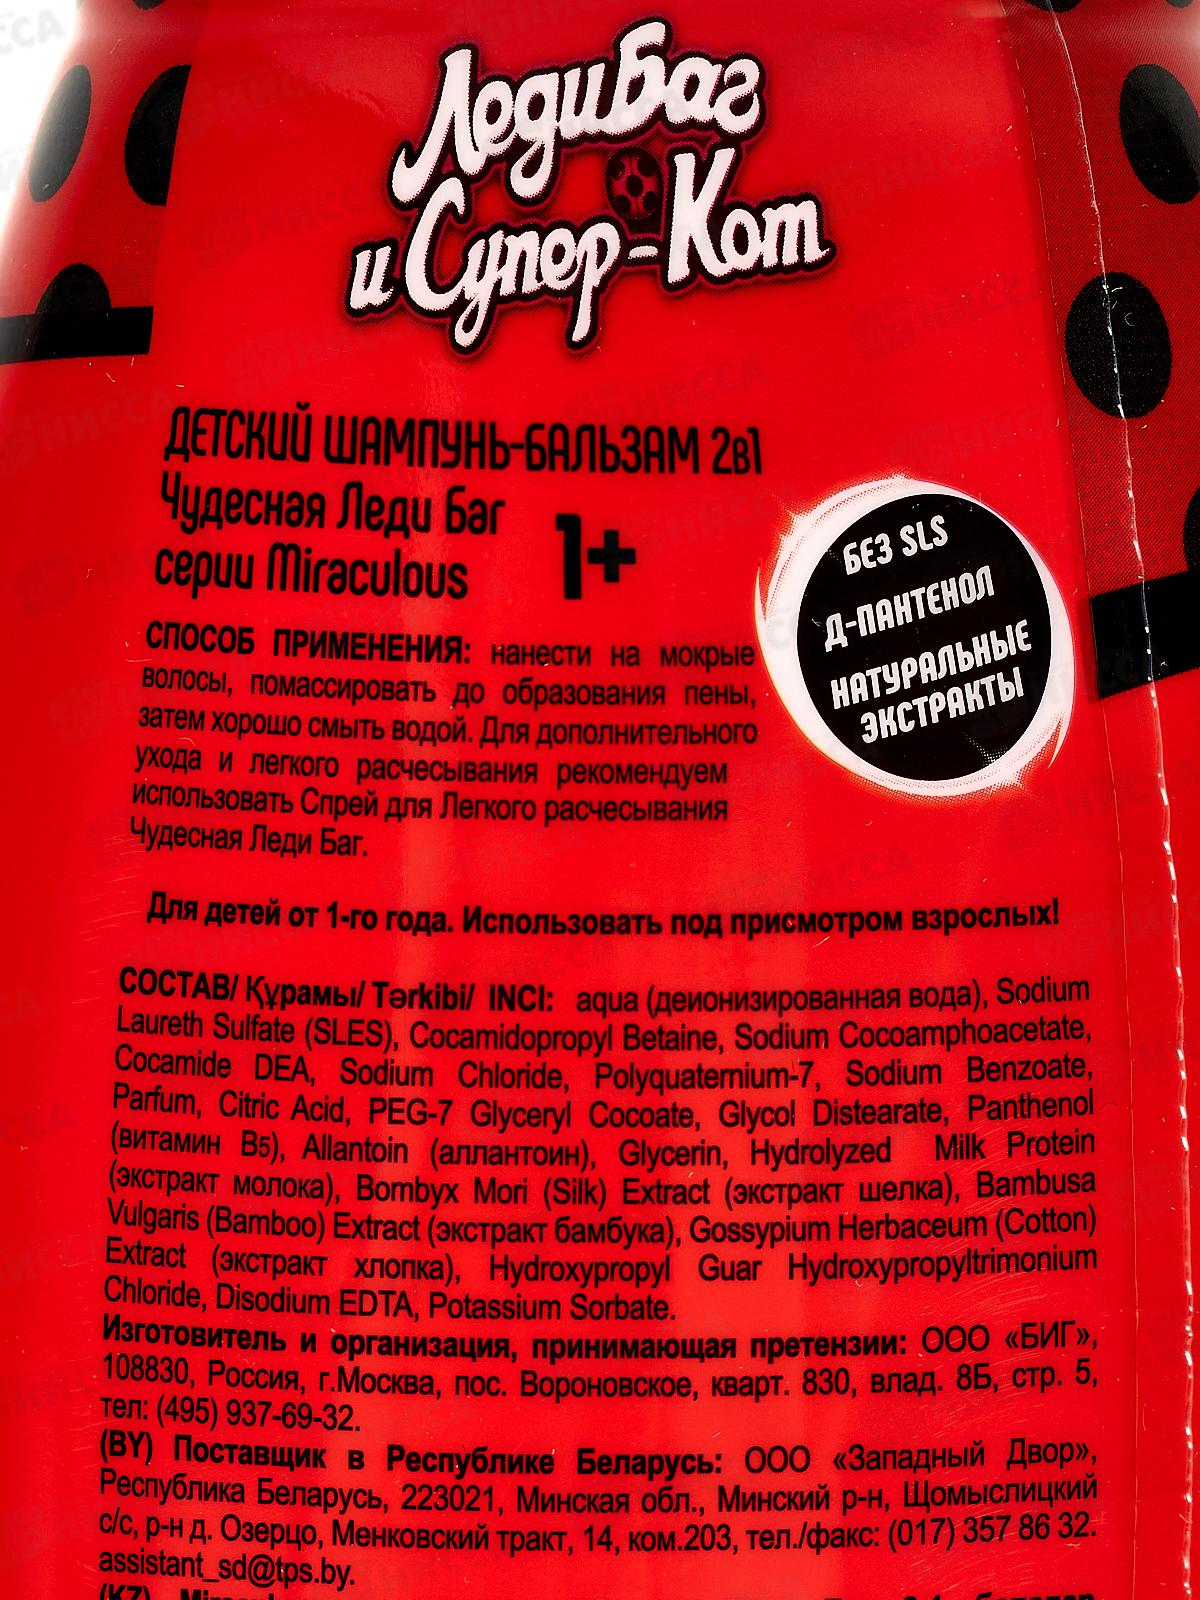 ЛедиБаг
и Супер-Кот
ДЕТСКИЙ ШАМПУНЬ-БАЛЬЗАМ 2в1
Чудесная Леди Баг
серии Miraculous
1+
БЕЗ SLS
Д-ПАНТЕНОЛ
НАТУРАЛЬНЫЕ
ЭКСТРАКТЫ
СПОСОБ ПРИМЕНЕНИЯ: нанести на мокрые
волосы, помассировать до образования пены,
затем хорошо смыть водой. Для дополнительного
ухода и легкого расчесывания рекомендуем
использовать Спрей для Легкого расчесывания
Чудесная Леди Баг.
Для детей от 1-го года. Использовать под присмотром взрослых!
СОСТАВ/ Құрамы/ Tərkibi/ INCI: aqua (деионизированная вода), Sodium
Laureth Sulfate (SLES), Cocamidopropyl Betaine, Sodium Cocoamphoacetate,
Cocamide DEA, Sodium Chloride, Polyquaternium-7, Sodium Benzoate,
Parfum, Citric Acid, PEG-7 Glyceryl Cocoate, Glycol Distearate, Panthenol
(витамин B5), Allantoin (аллантоин), Glycerin, Hydrolyzed Milk Protein
(экстракт молока), Bombyx Mori (Silk) Extract (экстракт шелка), Bambusa
Vulgaris (Bamboo) Extract (экстракт бамбука), Gossypium Herbaceum (Cotton)
Extract (экстракт хлопка), Hydroxypropyl Guar Hydroxypropyltrimonium
Chloride, Disodium EDTA, Potassium Sorbate.
Изготовитель и организация, принимающая претензии: ООО «БИГ»,
108830, Россия, г.Москва, пос. Вороновское, кварт. 830, влад. 8Б, стр. 5,
тел: (495) 937-69-32.
(BY) Поставщик в Республике Беларусь: ООО «Западный Двор»,
Республика Беларусь, 223021, Минская обл., Минский р-н, Щомыслицкий
с/с, р-н д. Озерцо, Менковский тракт, 14, ком.203, тел./факс: (017) 357 86 32.
assistant_sd@tps.by.